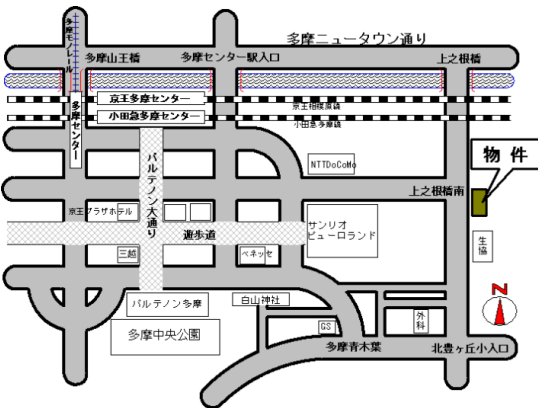 多摩ニュータウン通り
多摩モノレール
多摩山王橋
多摩センター駅入口
上之根橋
京王多摩センター
京王相模原線
小田急多摩センター
小田急多摩線
多摩センター
パルテノン大通り
NTTDoCoMo
物件
上之根橋南
京王プラザホテル
サンリオ
ピューロランド
遊歩道
生協
三越
ベネッセ
N
パルテノン多摩
白山神社
多摩中央公園
GS
外科
多摩青木葉
北豊ヶ丘小入口